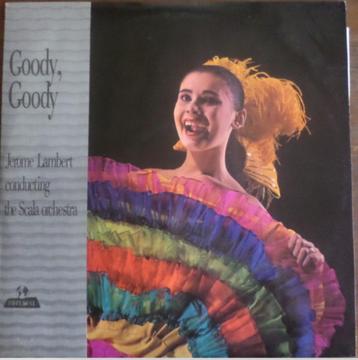 Goody,
Goody
Jerome Lambert
conducting
the Scala orchestra